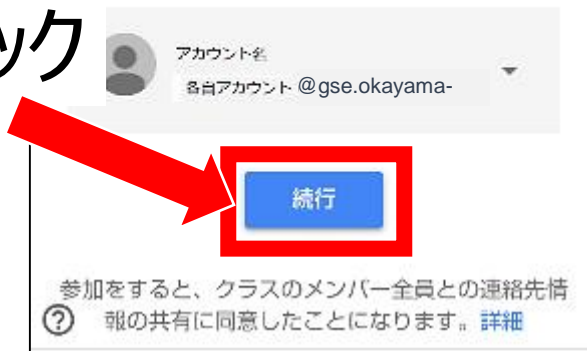 ック
アカウント名
各自アカウント@gse.okayama-
続行
参加をすると、クラスのメンバー全員との連絡先情
報の共有に同意したことになります。詳細